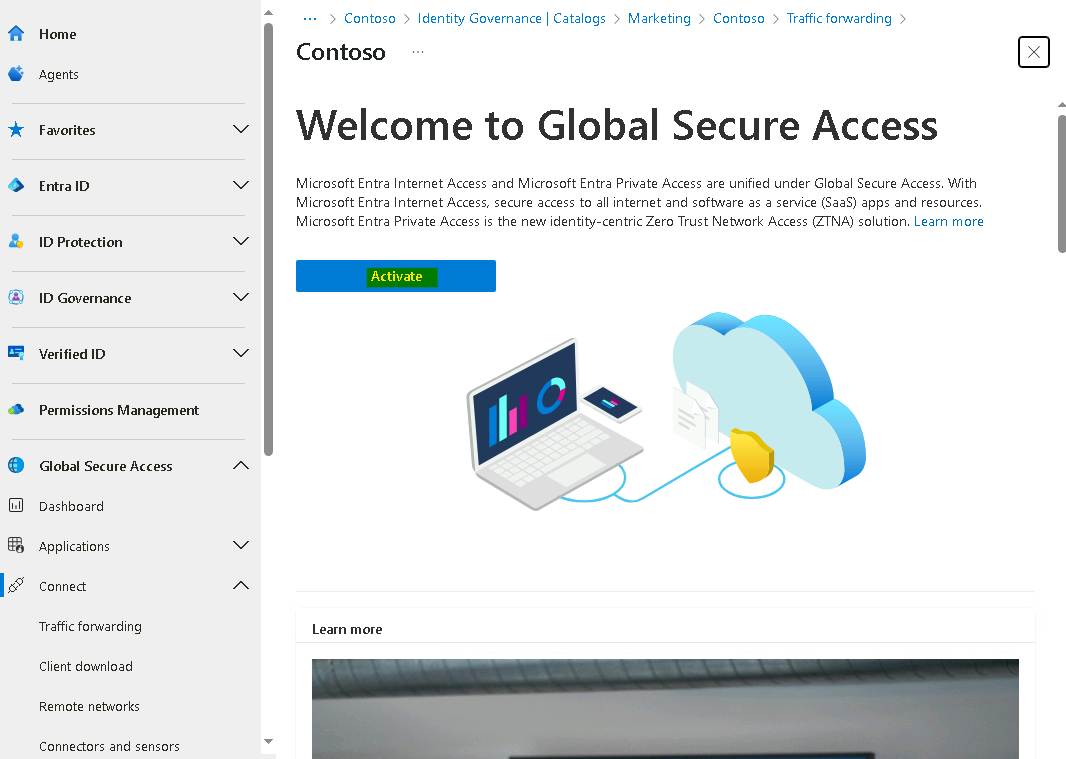 Home
Agents
Favorites
Entra ID
ID Protection
ID Governance
Verified ID
Permissions Management
Global Secure Access
Dashboard
Applications
Connect
Traffic forwarding
Client download
Remote networks
Connectors and sensors
··· > Contoso > Identity Governance | Catalogs > Marketing > Contoso > Traffic forwarding >
Contoso ···
Welcome to Global Secure Access
Microsoft Entra Internet Access and Microsoft Entra Private Access are unified under Global Secure Access. With
Microsoft Entra Internet Access, secure access to all internet and software as a service (SaaS) apps and resources.
Microsoft Entra Private Access is the new identity-centric Zero Trust Network Access (ZTNA) solution. Learn more
Activate
Learn more